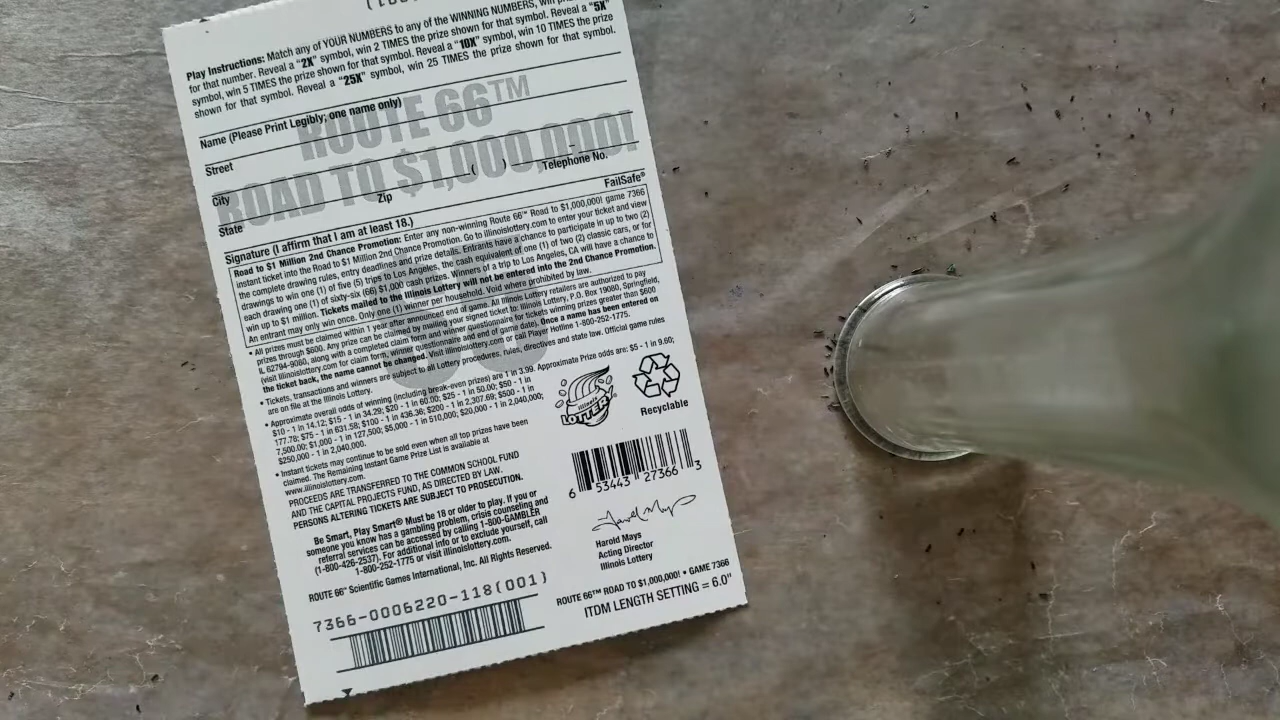 Play Instructions: Match any of YOUR NUMBERS to any of the WINNING NUMBERS, win
for that number. Reveal a "2X" symbol, win 2 TIMES the prize shown for that symbol. Reveal a "5X"
symbol, win 5 TIMES the prize shown for that symbol. Reveal a "10X" symbol, win 10 TIMES the prize
shown for that symbol. Reveal a "25X" symbol, win 25 TIMES the prize shown for that symbol.
ROUTE 66™
ROAD TO $1,000,000!
Name (Please Print Legibly; one name only)
Street
City
State Zip ( ) Telephone No.
Signature (I affirm that I am at least 18.) FailSafe®
Road to $1 Million 2nd Chance Promotion: Enter any non-winning Route 66™ Road to $1,000,000! game 7366
instant ticket into the Road to $1 Million 2nd Chance Promotion. Go to illinoislottery.com to enter your ticket and view
the complete drawing rules, entry deadlines and prize details. Entrants have a chance to participate in up to two (2)
drawings to win one (1) of five (5) trips to Los Angeles, the cash equivalent of one (1) of two (2) classic cars, or for
each drawing one (1) of sixty-six (66) $1,000 cash prizes. Winners of a trip to Los Angeles, CA will have a chance to
win up to $1 million. Tickets mailed to the Illinois Lottery will not be entered into the 2nd Chance Promotion.
An entrant may only win once. Only one (1) winner per household. Void where prohibited by law.
• All prizes must be claimed within 1 year after announced end of game. All Illinois Lottery retailers are authorized to pay
prizes through $600. Any prize can be claimed by mailing your signed ticket to: Illinois Lottery, P.O. Box 19080, Springfield,
IL 62794-9080, along with a completed claim form and winner questionnaire for tickets winning prizes greater than $600
(visit illinoislottery.com for claim form, winner questionnaire and end of game date). Once a name has been entered on
the ticket back, the name cannot be changed. Visit illinoislottery.com or call Player Hotline 1-800-252-1775.
• Tickets, transactions and winners are subject to all Lottery procedures, rules, directives and state law. Official game rules
are on file at the Illinois Lottery.
• Approximate overall odds of winning (including break-even prizes) are 1 in 3.99. Approximate Prize odds are: $5 - 1 in 9.60;
$10 - 1 in 14.12; $15 - 1 in 34.29; $20 - 1 in 60.00; $25 - 1 in 50.00; $50 - 1 in
177.78; $75 - 1 in 631.58; $100 - 1 in 436.36; $200 - 1 in 2,307.69; $500 - 1 in
7,500.00; $1,000 - 1 in 127,500; $5,000 - 1 in 510,000; $20,000 - 1 in 2,040,000;
$250,000 - 1 in 2,040,000.
• Instant tickets may continue to be sold even when all top prizes have been
claimed. The Remaining Instant Game Prize List is available at
www.illinoislottery.com.
PROCEEDS ARE TRANSFERRED TO THE COMMON SCHOOL FUND
AND THE CAPITAL PROJECTS FUND, AS DIRECTED BY LAW.
PERSONS ALTERING TICKETS ARE SUBJECT TO PROSECUTION.
Be Smart, Play Smart® Must be 18 or older to play. If you or
someone you know has a gambling problem, crisis counseling and
referral services can be accessed by calling 1-800-GAMBLER
(1-800-426-2537). For additional info or to exclude yourself, call
1-800-252-1775 or visit illinoislottery.com.
ROUTE 66® Scientific Games International, Inc. All Rights Reserved.
7366-0006220-118(001)
Illinois
LOTTERY
Recyclable
6 53443 27366 3
Harold Mays
Acting Director
Illinois Lottery
ROUTE 66™ ROAD TO $1,000,000! • GAME 7366
ITDM LENGTH SETTING = 6.0"